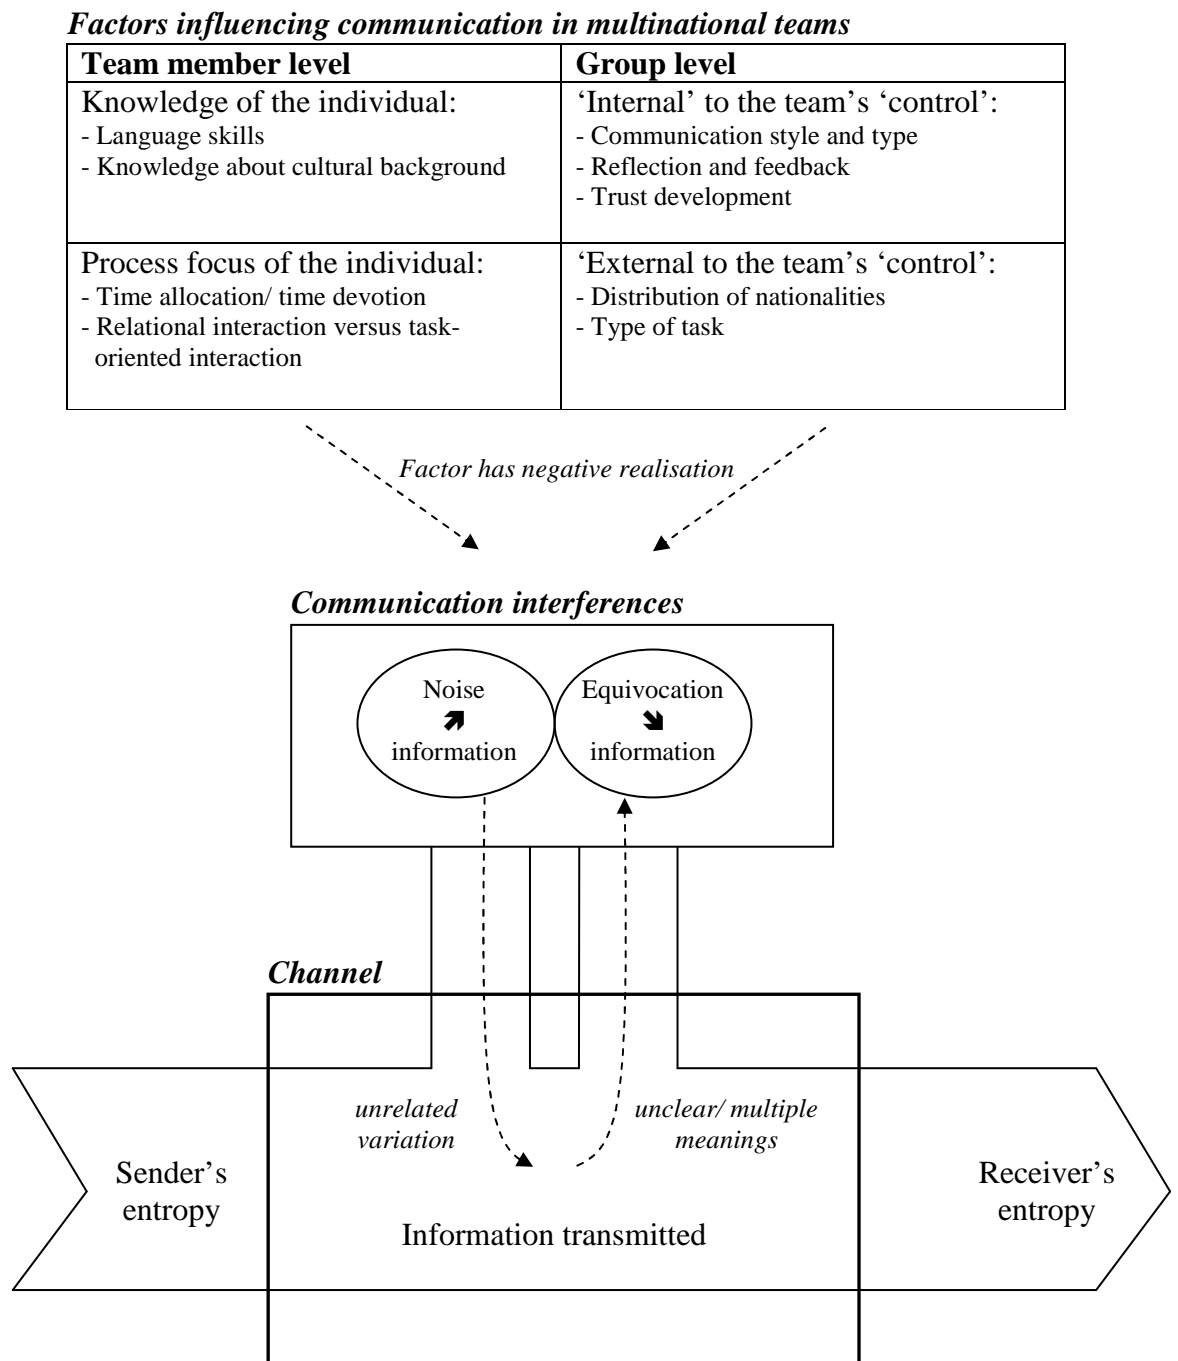 Factors influencing communication in multinational teams
Team member level
Group level
Knowledge of the individual:
- Language skills
- Knowledge about cultural background
‘Internal’ to the team’s ‘control’:
- Communication style and type
- Reflection and feedback
- Trust development
Process focus of the individual:
- Time allocation/ time devotion
- Relational interaction versus task-
oriented interaction
‘External to the team’s ‘control’:
- Distribution of nationalities
- Type of task
Factor has negative realisation
Communication interferences
Noise
information
Equivocation
information
Channel
unrelated
variation
unclear/ multiple
meanings
Sender’s
entropy
Information transmitted
Receiver’s
entropy